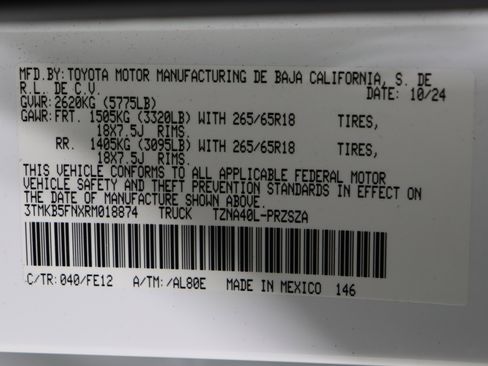 MFD.BY:TOYOTA MOTOR MANUFACTURING DE BAJA CALIFORNIA, S. DE
R.L. DE C.V. DATE: 10/24
GVWR: 2620KG (5775LB)
GAWR: FRT. 1505KG (3320LB) WITH 265/65R18 TIRES,
18X7.5J RIMS.
RR. 1405KG (3095LB) WITH 265/65R18 TIRES,
18X7.5J RIMS.
THIS VEHICLE CONFORMS TO ALL APPLICABLE FEDERAL MOTOR
VEHICLE SAFETY AND THEFT PREVENTION STANDARDS IN EFFECT ON
THE DATE OF MANUFACTURE SHOWN ABOVE.
3TMKB5FNXRM018874 TRUCK TZNA40L-PRZSZA
C/TR: 040/FE12 A/TM: /AL80E MADE IN MEXICO 146